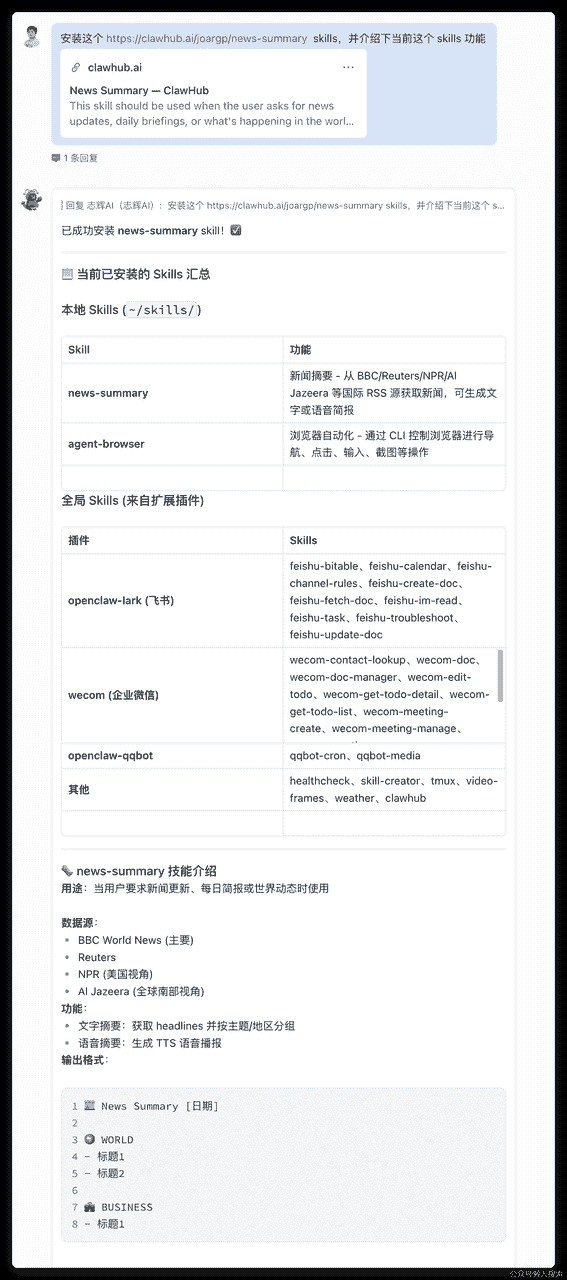 安装这个 https://clawhub.ai/joargp/news-summary skills，并介绍下当前这个 skills 功能
clawhub.ai
News Summary — ClawHub
This skill should be used when the user asks for news
updates, daily briefings, or what's happening in the worl...
1 条回复
回复 志辉AI（志辉AI）：安装这个 https://clawhub.ai/joargp/news-summary skills，并介绍下当前这个 s...
已成功安装 news-summary skill！
当前已安装的 Skills 汇总
本地 Skills (~/skills/)
Skill 功能
news-summary
新闻摘要 - 从 BBC/Reuters/NPR/Al
Jazeera 等国际 RSS 源获取新闻，可生成文
字或语音简报
agent-browser
浏览器自动化 - 通过 CLI 控制浏览器进行导
航、点击、输入、截图等操作
全局 Skills (来自扩展插件)
插件 Skills
openclaw-lark (飞书)
feishu-bitable、feishu-calendar、feishu-
channel-rules、feishu-create-doc、
feishu-fetch-doc、feishu-im-read、
feishu-task、feishu-troubleshoot、
feishu-update-doc
wecom (企业微信)
wecom-contact-lookup、wecom-doc、
wecom-doc-manager、wecom-edit-
todo、wecom-get-todo-detail、wecom-
get-todo-list、wecom-meeting-
create、wecom-meeting-manage、
openclaw-qqbot qqbot-cron、qqbot-media
其他
healthcheck、skill-creator、tmux、video-
frames、weather、clawhub
news-summary 技能介绍
用途：当用户要求新闻更新、每日简报或世界动态时使用
数据源：
• BBC World News (主要)
• Reuters
• NPR (美国视角)
• Al Jazeera (全球南部视角)
功能：
• 文字摘要：获取 headlines 并按主题/地区分组
• 语音摘要：生成 TTS 语音播报
输出格式：
1 News Summary [日期]
2
3 WORLD
4 - 标题1
5 - 标题2
6
7 BUSINESS
8 - 标题1